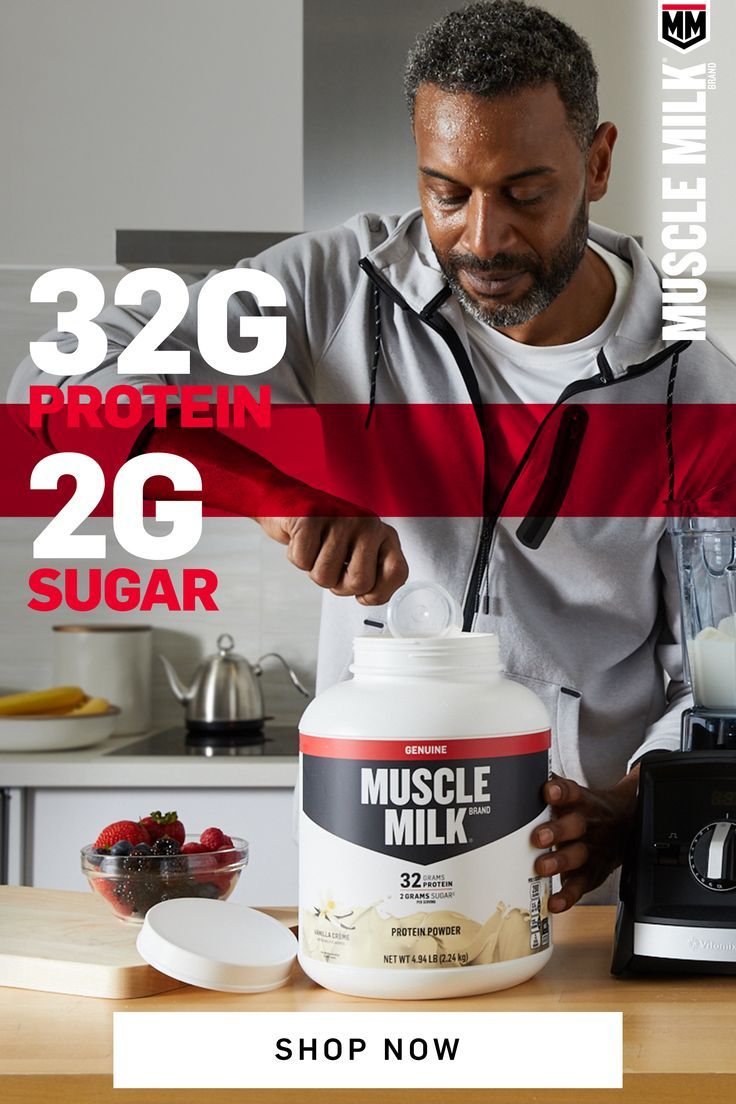 MM
MUSCLE MILK®
BRAND
32G
PROTEIN
2G
SUGAR
GENUINE
MUSCLE
MILK®
BRAND
32 GRAMS
PROTEIN
2 GRAMS SUGAR
PER SERVING
VANILLA CRÈME
PROTEIN POWDER
NET WT 4.94 LB (2.24 kg)
Vitamix
SHOP NOW